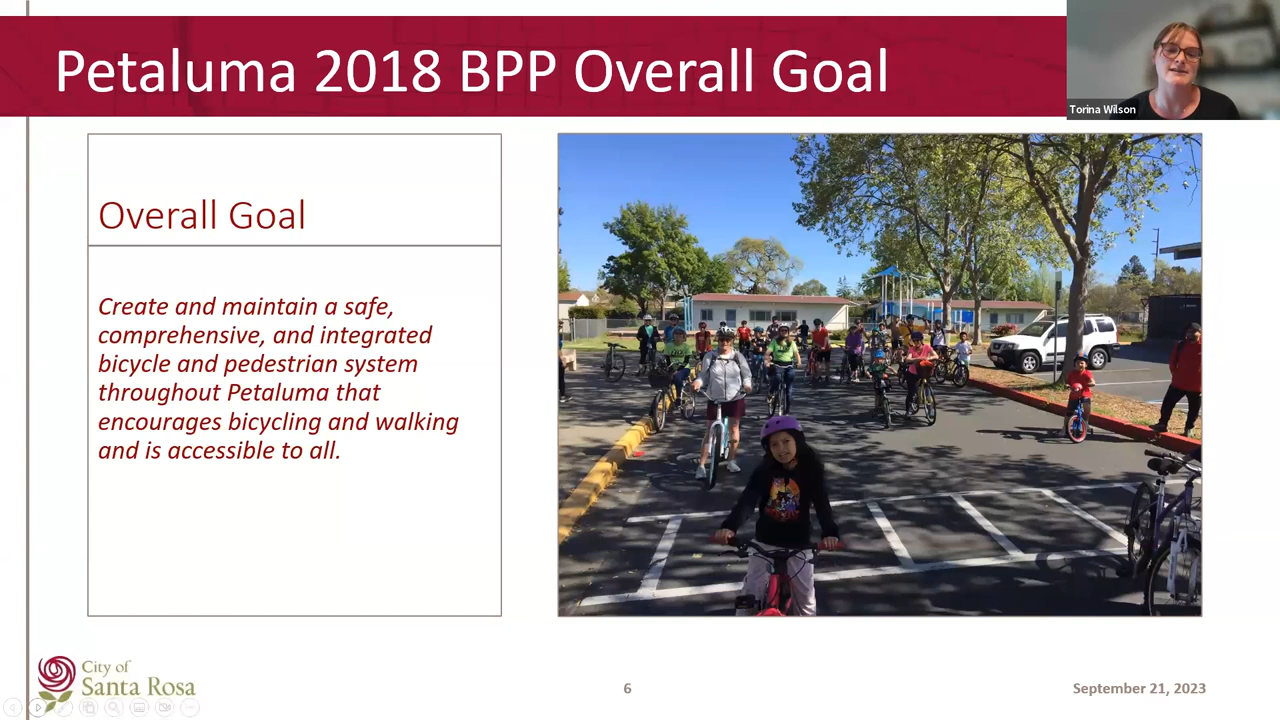 Petaluma 2018 BPP Overall Goal
Torina Wilson
Overall Goal
Create and maintain a safe,
comprehensive, and integrated
bicycle and pedestrian system
throughout Petaluma that
encourages bicycling and walking
and is accessible to all.
City of
Santa Rosa
6
September 21, 2023